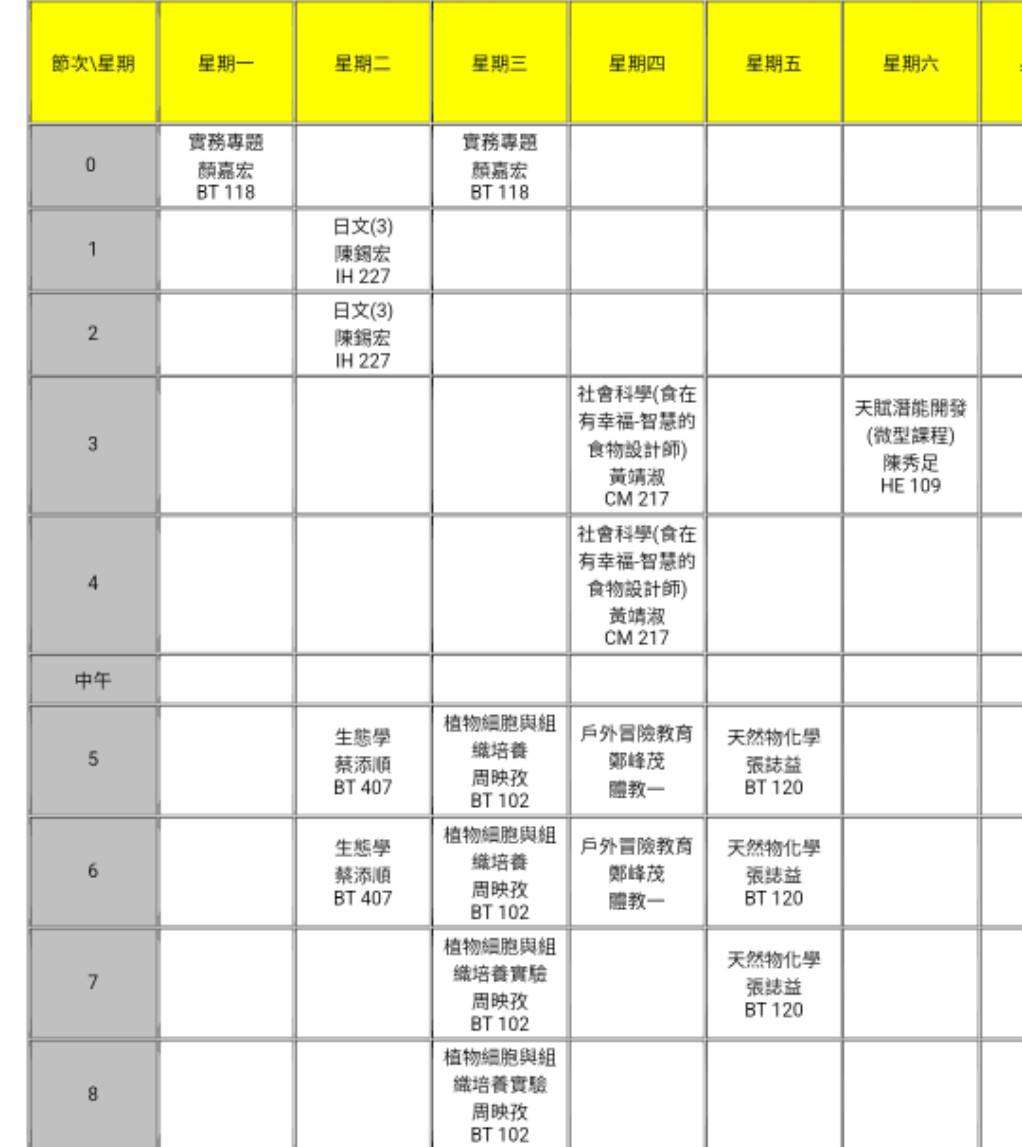 節次\星期 星期一 星期二 星期三 星期四 星期五 星期六
0
實務專題
顏嘉宏
BT 118
實務專題
顏嘉宏
BT 118
1
日文(3)
陳錫宏
IH 227
2
日文(3)
陳錫宏
IH 227
3
社會科學(食在
有幸福-智慧的
食物設計師)
黃靖淑
CM 217
天賦潛能開發
(微型課程)
陳秀足
HE 109
4
社會科學(食在
有幸福-智慧的
食物設計師)
黃靖淑
CM 217
中午
5
生態學
蔡添順
BT 407
植物細胞與組
織培養
周映孜
BT 102
戶外冒險教育
鄭峰茂
體教一
天然物化學
張誌益
BT 120
6
生態學
蔡添順
BT 407
植物細胞與組
織培養
周映孜
BT 102
戶外冒險教育
鄭峰茂
體教一
天然物化學
張誌益
BT 120
7
植物細胞與組
織培養實驗
周映孜
BT 102
天然物化學
張誌益
BT 120
8
植物細胞與組
織培養實驗
周映孜
BT 102